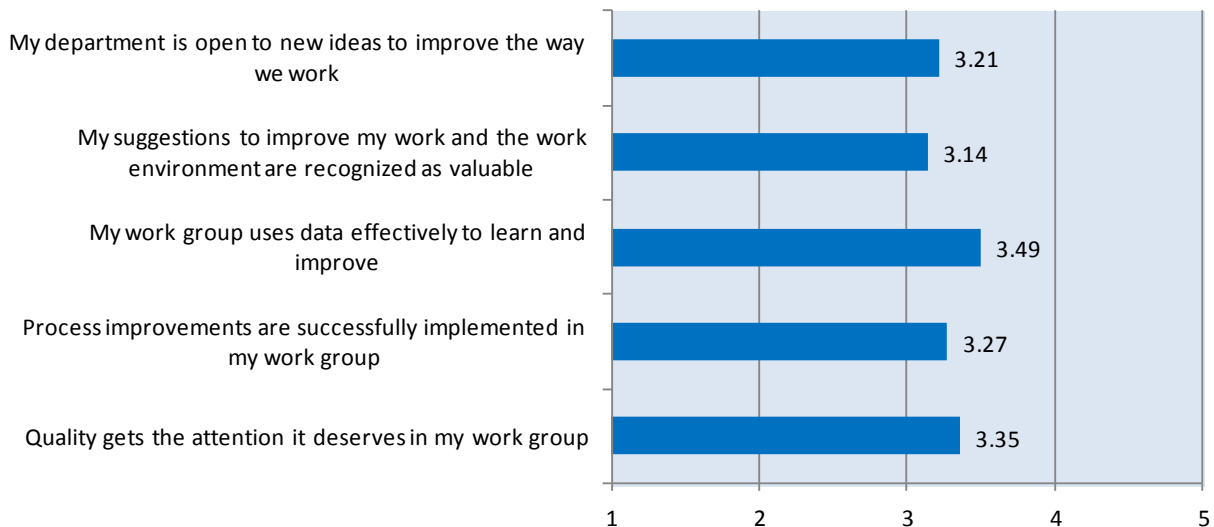 My department is open to new ideas to improve the way
we work
3.21
My suggestions to improve my work and the work
environment are recognized as valuable
3.14
My work group uses data effectively to learn and
improve
3.49
Process improvements are successfully implemented in
my work group
3.27
Quality gets the attention it deserves in my work group
3.35
1 2 3 4 5